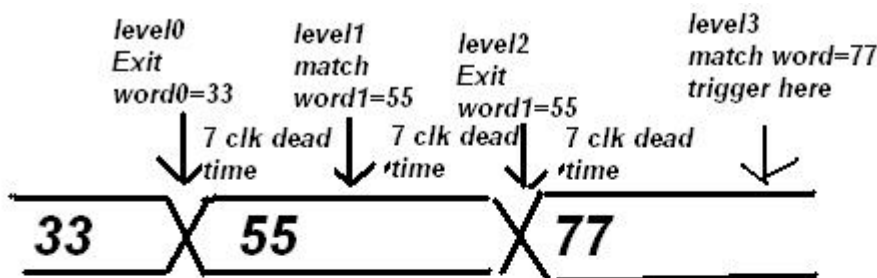 level0
Exit
word0=33
level1
match
word1=55
level2
Exit
word1=55
level3
match word=77
trigger here
7 clk dead
time
7 clk dead
time
7 clk dead
time
33
55
77